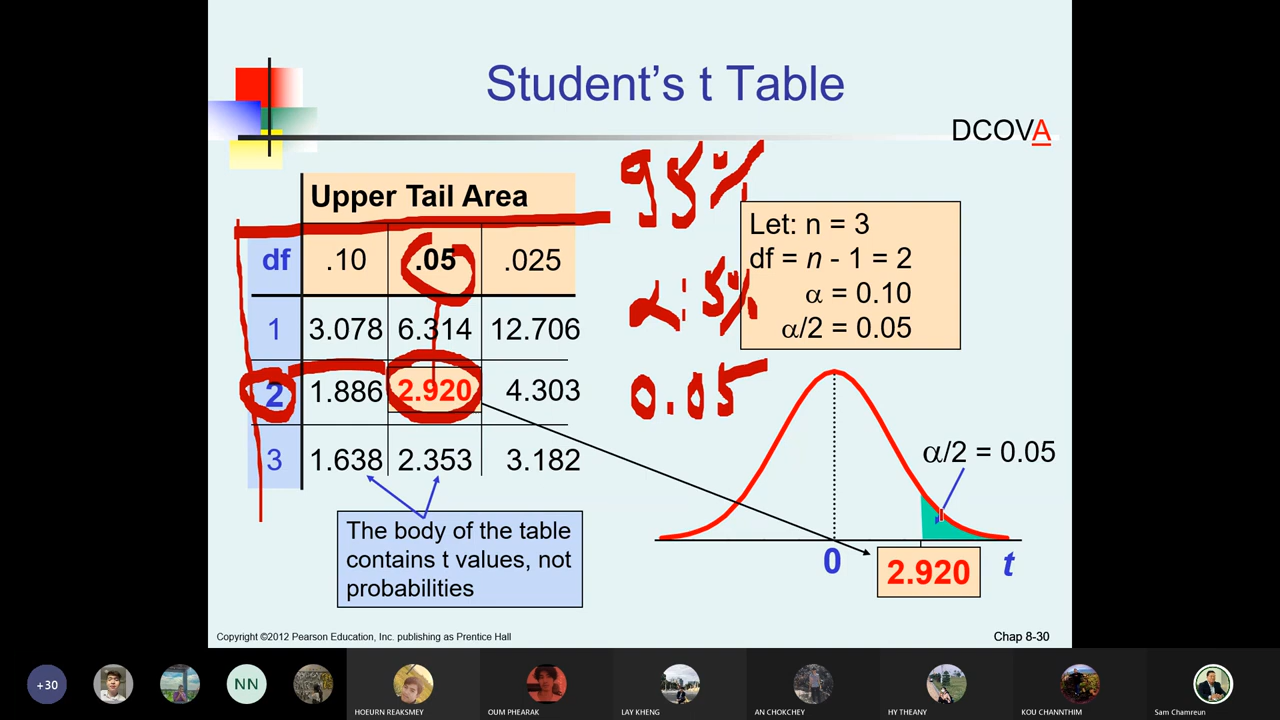 Student's t Table
DCOVA
Upper Tail Area
df .10 .05 .025
1 3.078 6.314 12.706
2 1.886 2.920 4.303
3 1.638 2.353 3.182
The body of the table
contains t values, not
probabilities
95%
α: 5%
0.05
Let: n = 3
df = n - 1 = 2
α = 0.10
α/2 = 0.05
α/2 = 0.05
0
2.920
t
Copyright ©2012 Pearson Education, Inc. publishing as Prentice Hall
Chap 8-30
+30
NN
HOEURN REAKSMEY
OUM PHEARAK
LAY KHENG
AN CHOKCHEY
HY THEANY
KOU CHANNTHIM
Sam Chamreun